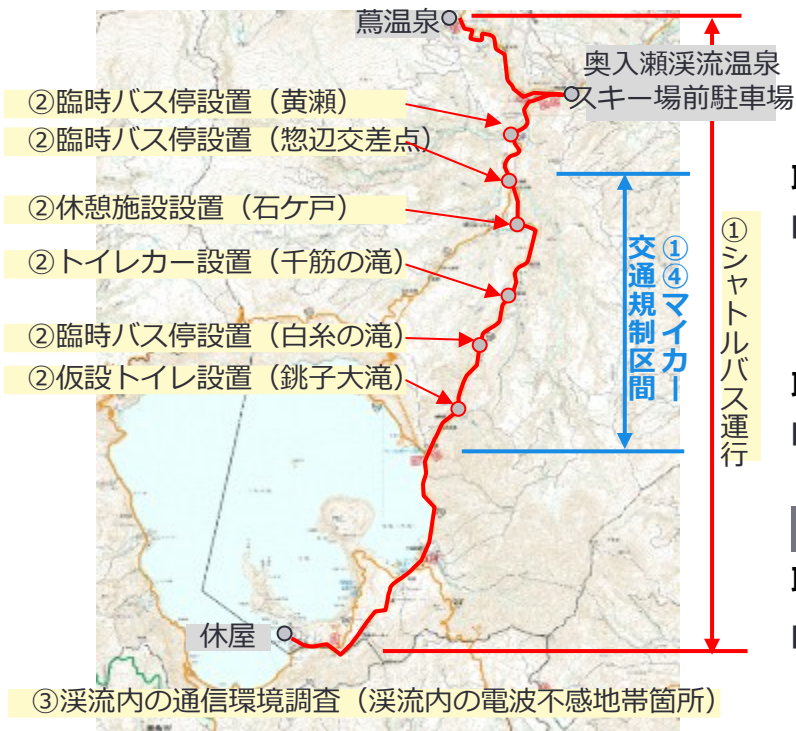 蔦温泉
奥入瀬渓流温泉
スキー場前駐車場
②臨時バス停設置（黄瀬）
②臨時バス停設置（惣辺交差点）
②休憩施設設置（石ケ戸）
②トイレカー設置（千筋の滝）
②臨時バス停設置（白糸の滝）
②仮設トイレ設置（銚子大滝）
①④マイカー
交通規制区間
①シャトルバス運行
休屋
③渓流内の通信環境調査（渓流内の電波不感地帯箇所）